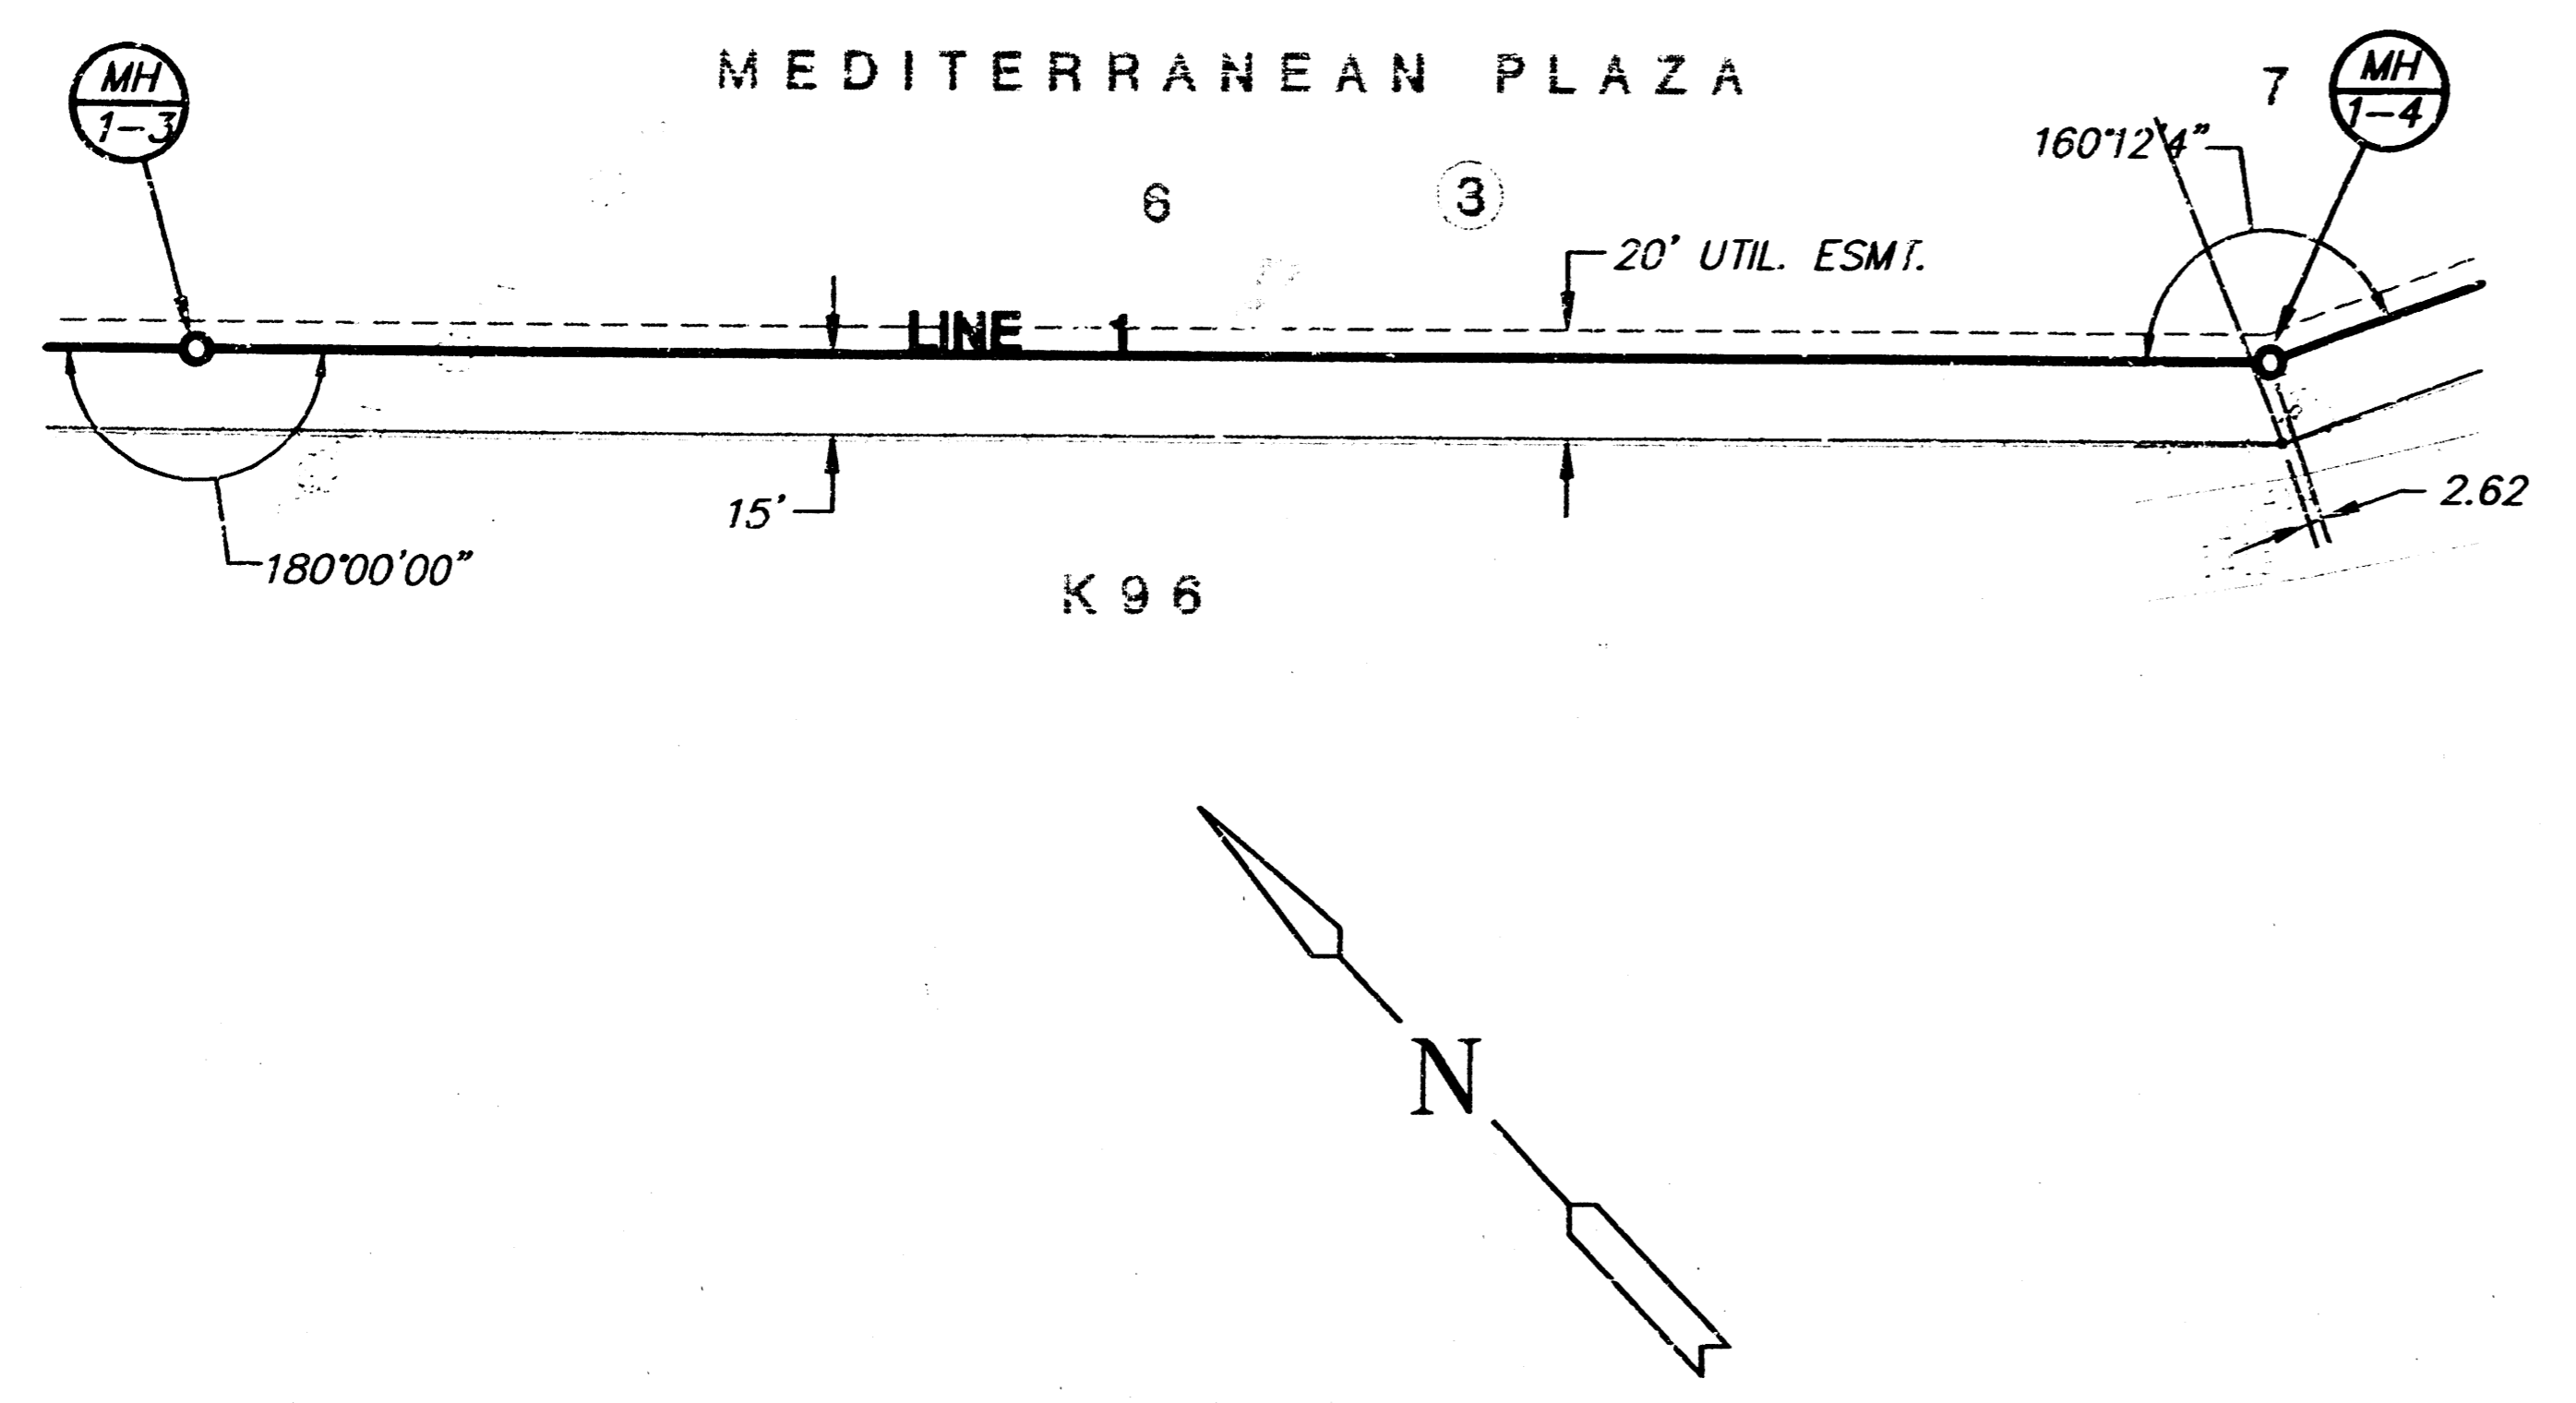 MEDITERRANEAN PLAZA
MH
1-3
7
MH
1-4
160°12'4"
6
3
20' UTIL. ESMT.
LINE 1
15'
2.62
180°00'00"
K96
N